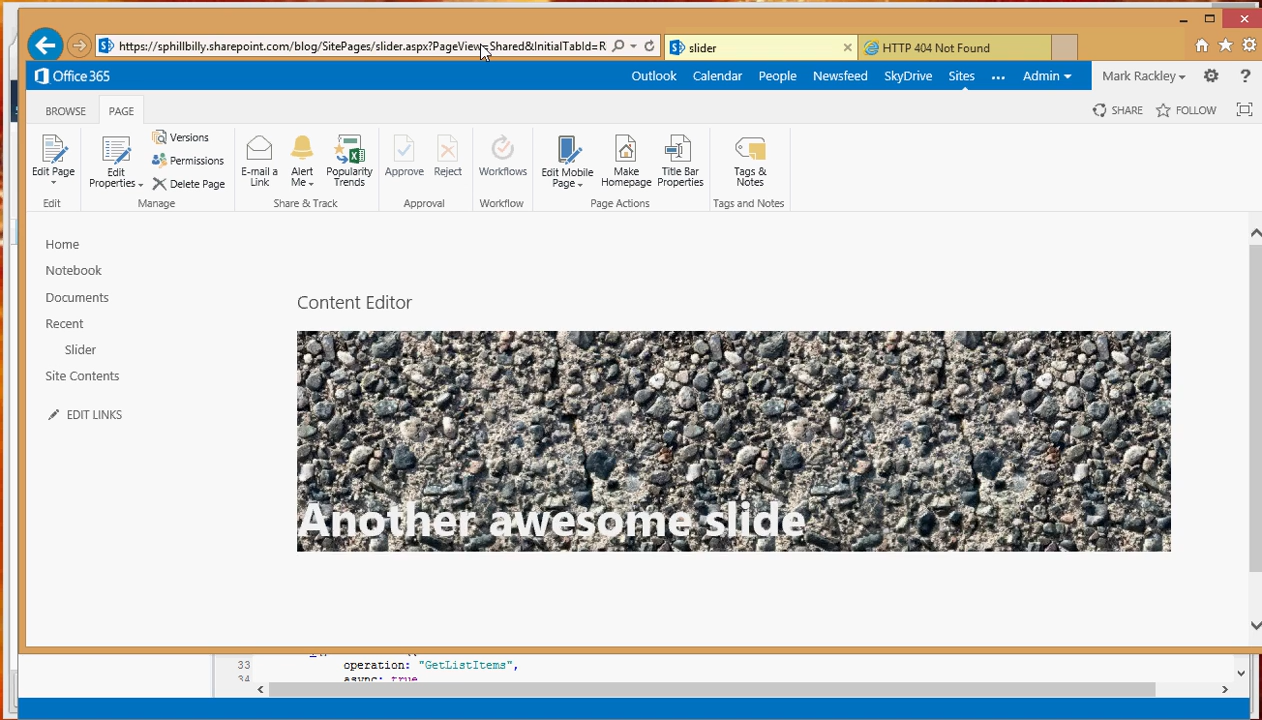 https://sphillbilly.sharepoint.com/blog/SitePages/slider.aspx?PageView=Shared&InitialTabId=R
slider
HTTP 404 Not Found
Office 365
Outlook Calendar People Newsfeed SkyDrive Sites ... Admin
Mark Rackley
?
BROWSE PAGE
SHARE FOLLOW
Edit Page
Edit Properties
Versions
Permissions
Delete Page
E-mail a Link
Alert Me
Popularity Trends
Approve
Reject
Workflows
Edit Mobile Page
Make Homepage
Title Bar Properties
Tags & Notes
Edit Manage Share & Track Approval Workflow Page Actions Tags and Notes
Home
Notebook
Documents
Recent
Slider
Site Contents
EDIT LINKS
Content Editor
Another awesome slide
33 operation: "GetListItems",
34 async: true